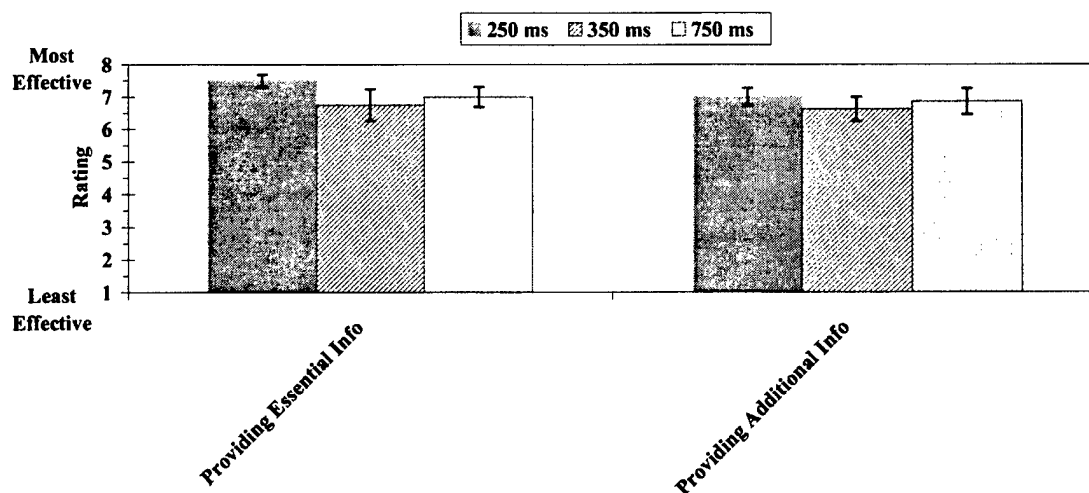 250 ms 350 ms 750 ms
Most
Effective
8
7
6
5
4
3
2
1
Rating
Least
Effective
Providing Essential Info
Providing Additional Info